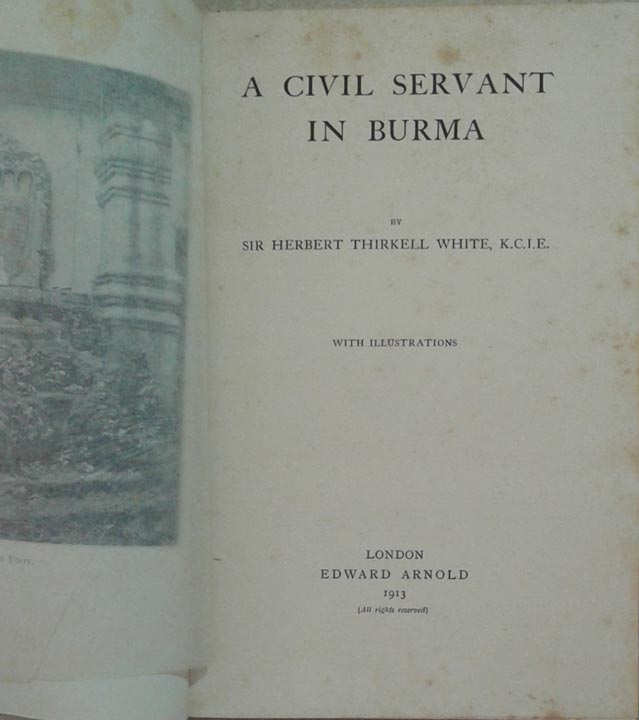 A CIVIL SERVANT
IN BURMA
BY
SIR HERBERT THIRKELL WHITE, K.C.I.E.
WITH ILLUSTRATIONS
LONDON
EDWARD ARNOLD
1913
[All rights reserved]